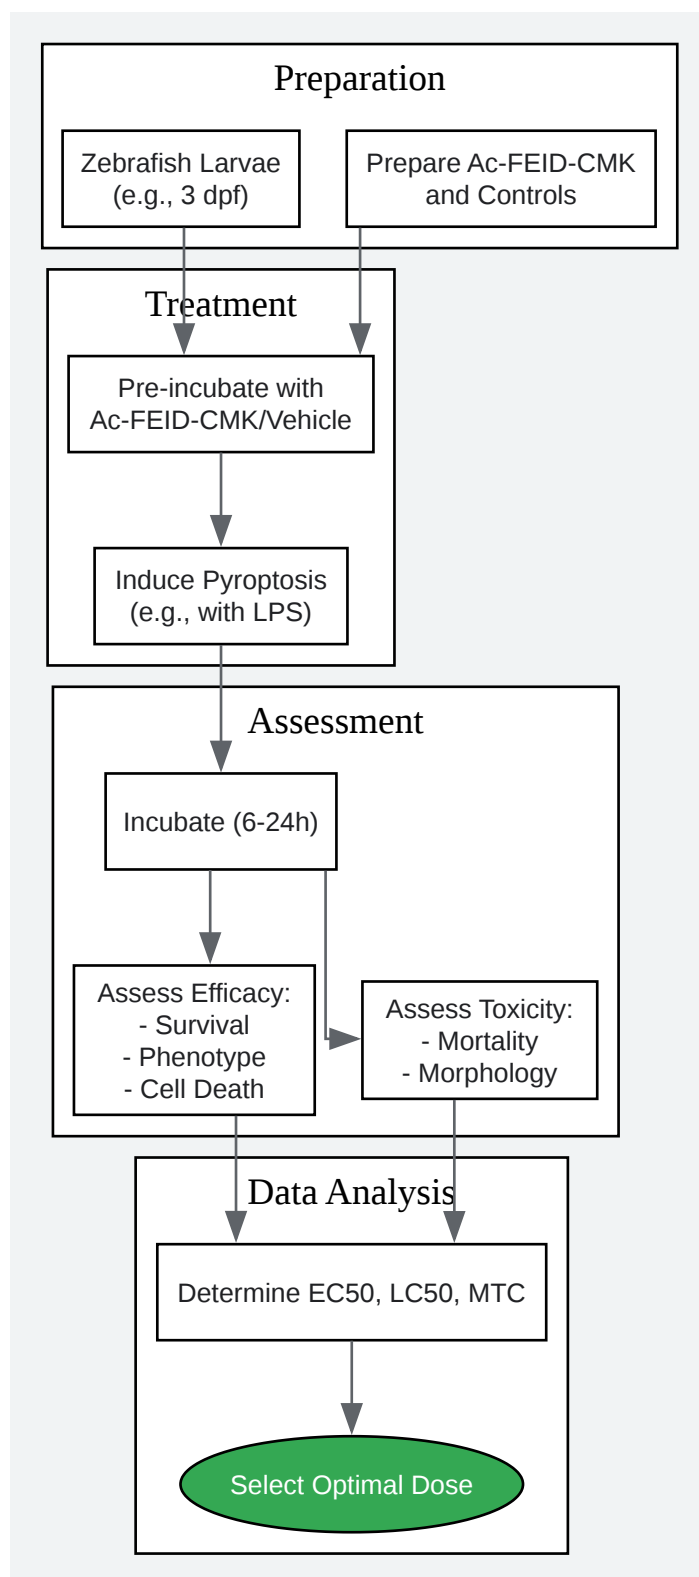 Preparation
Zebrafish Larvae
(e.g., 3 dpf)
Prepare Ac-FEID-CMK
and Controls
Treatment
Pre-incubate with
Ac-FEID-CMK/Vehicle
Induce Pyroptosis
(e.g., with LPS)
Assessment
Incubate (6-24h)
Assess Efficacy:
- Survival
- Phenotype
- Cell Death
Assess Toxicity:
- Mortality
- Morphology
Data Analysis
Determine EC50, LC50, MTC
Select Optimal Dose